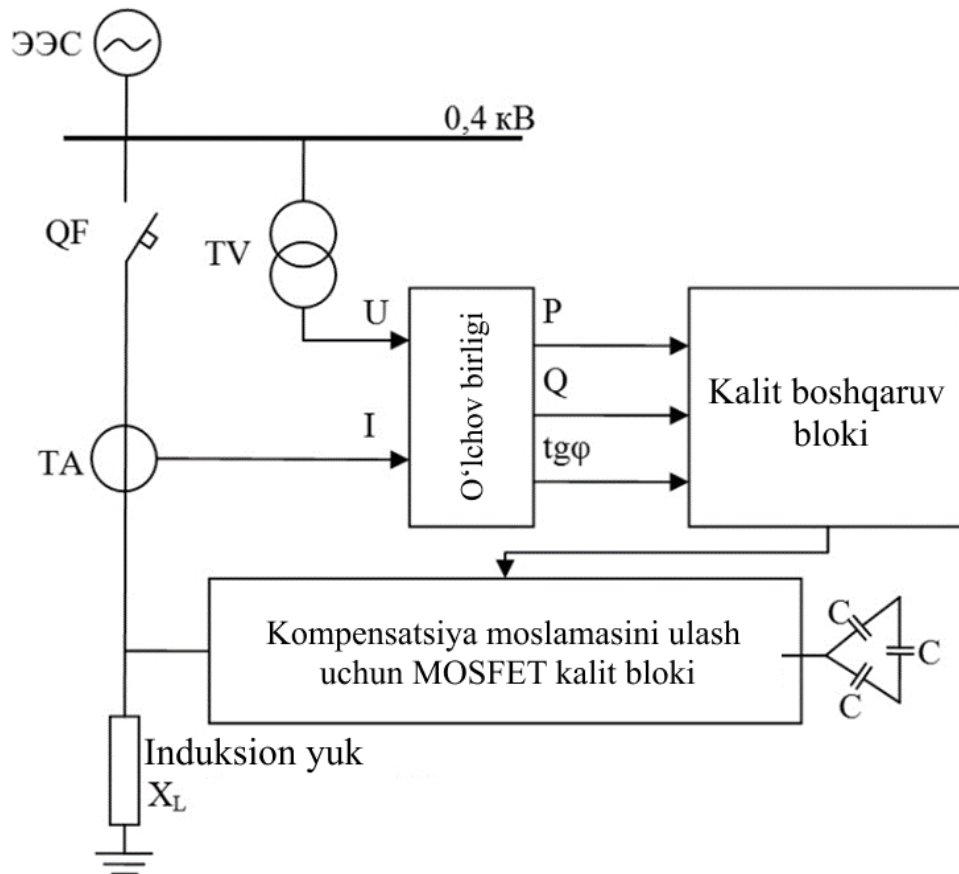 ЭЭС
0,4 кВ
QF
TV
U
I
TA
O‘lchov birligi
P
Q
tgφ
Kalit boshqaruv
bloki
Kompensatsiya moslamasini ulash
uchun MOSFET kalit bloki
C
C
C
Induksion yuk
X_L